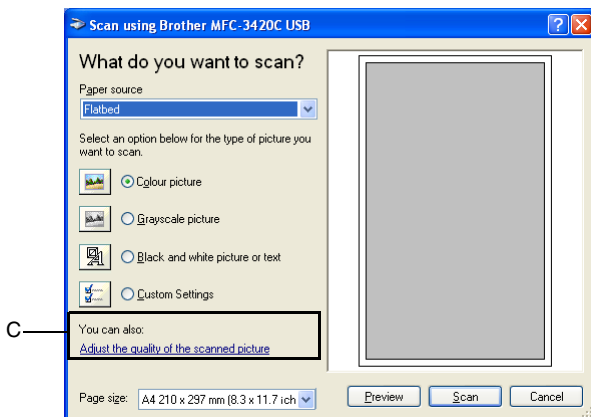 Scan using Brother MFC-3420C USB
What do you want to scan?
Paper source
Flatbed
Select an option below for the type of picture you
want to scan.
Colour picture
Grayscale picture
Black and white picture or text
Custom Settings
C
You can also:
Adjust the quality of the scanned picture
Page size: A4 210 x 297 mm (8.3 x 11.7 ich
Preview Scan Cancel